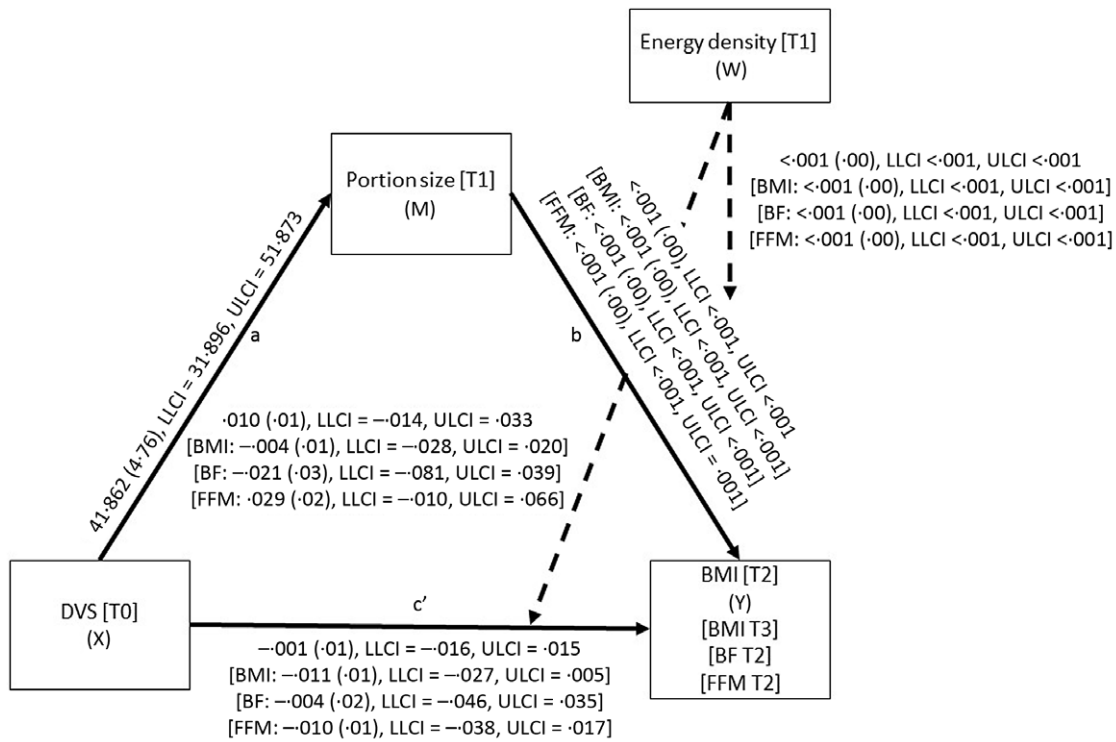 Energy density [T1]
(W)
<·001 (·00), LLCI <·001, ULCI <·001
[BMI: <·001 (·00), LLCI <·001, ULCI <·001]
[BF: <·001 (·00), LLCI <·001, ULCI <·001]
[FFM: <·001 (·00), LLCI <·001, ULCI <·001]
Portion size [T1]
(M)
41·862 (4·76), LLCI = 31·896, ULCI = 51·873
a
b
<·001 (·00), LLCI <·001, ULCI <·001
[BMI: <·001 (·00), LLCI <·001, ULCI <·001]
[BF: <·001 (·00), LLCI <·001, ULCI <·001]
[FFM: <·001 (·00), LLCI <·001, ULCI = ·001]
·010 (·01), LLCI = −·014, ULCI = ·033
[BMI: −·004 (·01), LLCI = −·028, ULCI = ·020]
[BF: −·021 (·03), LLCI = −·081, ULCI = ·039]
[FFM: ·029 (·02), LLCI = −·010, ULCI = ·066]
DVS [T0]
(X)
c’
−·001 (·01), LLCI = −·016, ULCI = ·015
[BMI: −·011 (·01), LLCI = −·027, ULCI = ·005]
[BF: −·004 (·02), LLCI = −·046, ULCI = ·035]
[FFM: −·010 (·01), LLCI = −·038, ULCI = ·017]
BMI [T2]
(Y)
[BMI T3]
[BF T2]
[FFM T2]